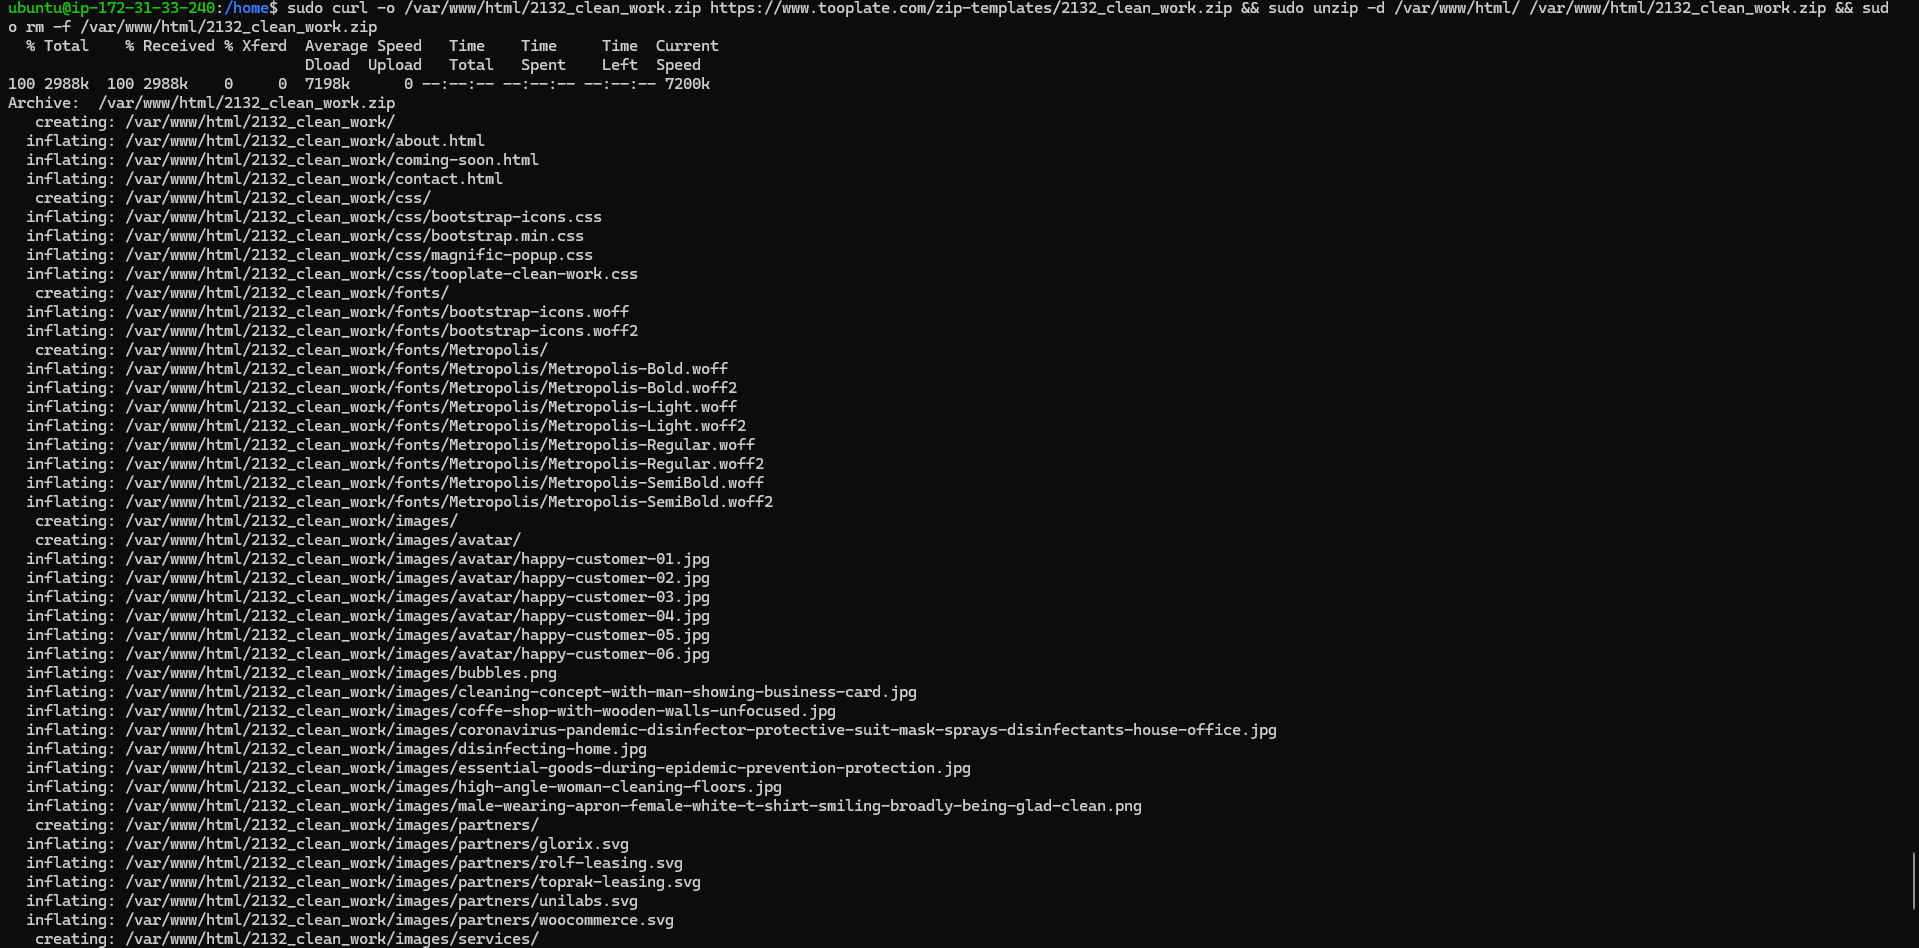 ubuntu@ip-172-31-33-240:/home$ sudo curl -o /var/www/html/2132_clean_work.zip https://www.tooplate.com/zip-templates/2132_clean_work.zip && sudo unzip -d /var/www/html/ /var/www/html/2132_clean_work.zip && sud
o rm -f /var/www/html/2132_clean_work.zip
  % Total    % Received % Xferd  Average Speed   Time    Time     Time  Current
                                 Dload  Upload   Total   Spent    Left  Speed
100 2988k  100 2988k    0     0  7198k      0 --:--:-- --:--:-- --:--:-- 7200k
Archive:  /var/www/html/2132_clean_work.zip
   creating: /var/www/html/2132_clean_work/
  inflating: /var/www/html/2132_clean_work/about.html
  inflating: /var/www/html/2132_clean_work/coming-soon.html
  inflating: /var/www/html/2132_clean_work/contact.html
   creating: /var/www/html/2132_clean_work/css/
  inflating: /var/www/html/2132_clean_work/css/bootstrap-icons.css
  inflating: /var/www/html/2132_clean_work/css/bootstrap.min.css
  inflating: /var/www/html/2132_clean_work/css/magnific-popup.css
  inflating: /var/www/html/2132_clean_work/css/tooplate-clean-work.css
   creating: /var/www/html/2132_clean_work/fonts/
  inflating: /var/www/html/2132_clean_work/fonts/bootstrap-icons.woff
  inflating: /var/www/html/2132_clean_work/fonts/bootstrap-icons.woff2
   creating: /var/www/html/2132_clean_work/fonts/Metropolis/
  inflating: /var/www/html/2132_clean_work/fonts/Metropolis/Metropolis-Bold.woff
  inflating: /var/www/html/2132_clean_work/fonts/Metropolis/Metropolis-Bold.woff2
  inflating: /var/www/html/2132_clean_work/fonts/Metropolis/Metropolis-Light.woff
  inflating: /var/www/html/2132_clean_work/fonts/Metropolis/Metropolis-Light.woff2
  inflating: /var/www/html/2132_clean_work/fonts/Metropolis/Metropolis-Regular.woff
  inflating: /var/www/html/2132_clean_work/fonts/Metropolis/Metropolis-Regular.woff2
  inflating: /var/www/html/2132_clean_work/fonts/Metropolis/Metropolis-SemiBold.woff
  inflating: /var/www/html/2132_clean_work/fonts/Metropolis/Metropolis-SemiBold.woff2
   creating: /var/www/html/2132_clean_work/images/
   creating: /var/www/html/2132_clean_work/images/avatar/
  inflating: /var/www/html/2132_clean_work/images/avatar/happy-customer-01.jpg
  inflating: /var/www/html/2132_clean_work/images/avatar/happy-customer-02.jpg
  inflating: /var/www/html/2132_clean_work/images/avatar/happy-customer-03.jpg
  inflating: /var/www/html/2132_clean_work/images/avatar/happy-customer-04.jpg
  inflating: /var/www/html/2132_clean_work/images/avatar/happy-customer-05.jpg
  inflating: /var/www/html/2132_clean_work/images/avatar/happy-customer-06.jpg
  inflating: /var/www/html/2132_clean_work/images/bubbles.png
  inflating: /var/www/html/2132_clean_work/images/cleaning-concept-with-man-showing-business-card.jpg
  inflating: /var/www/html/2132_clean_work/images/coffe-shop-with-wooden-walls-unfocused.jpg
  inflating: /var/www/html/2132_clean_work/images/coronavirus-pandemic-disinfector-protective-suit-mask-sprays-disinfectants-house-office.jpg
  inflating: /var/www/html/2132_clean_work/images/disinfecting-home.jpg
  inflating: /var/www/html/2132_clean_work/images/essential-goods-during-epidemic-prevention-protection.jpg
  inflating: /var/www/html/2132_clean_work/images/high-angle-woman-cleaning-floors.jpg
  inflating: /var/www/html/2132_clean_work/images/male-wearing-apron-female-white-t-shirt-smiling-broadly-being-glad-clean.png
   creating: /var/www/html/2132_clean_work/images/partners/
  inflating: /var/www/html/2132_clean_work/images/partners/glorix.svg
  inflating: /var/www/html/2132_clean_work/images/partners/rolf-leasing.svg
  inflating: /var/www/html/2132_clean_work/images/partners/toprak-leasing.svg
  inflating: /var/www/html/2132_clean_work/images/partners/unilabs.svg
  inflating: /var/www/html/2132_clean_work/images/partners/woocommerce.svg
   creating: /var/www/html/2132_clean_work/images/services/